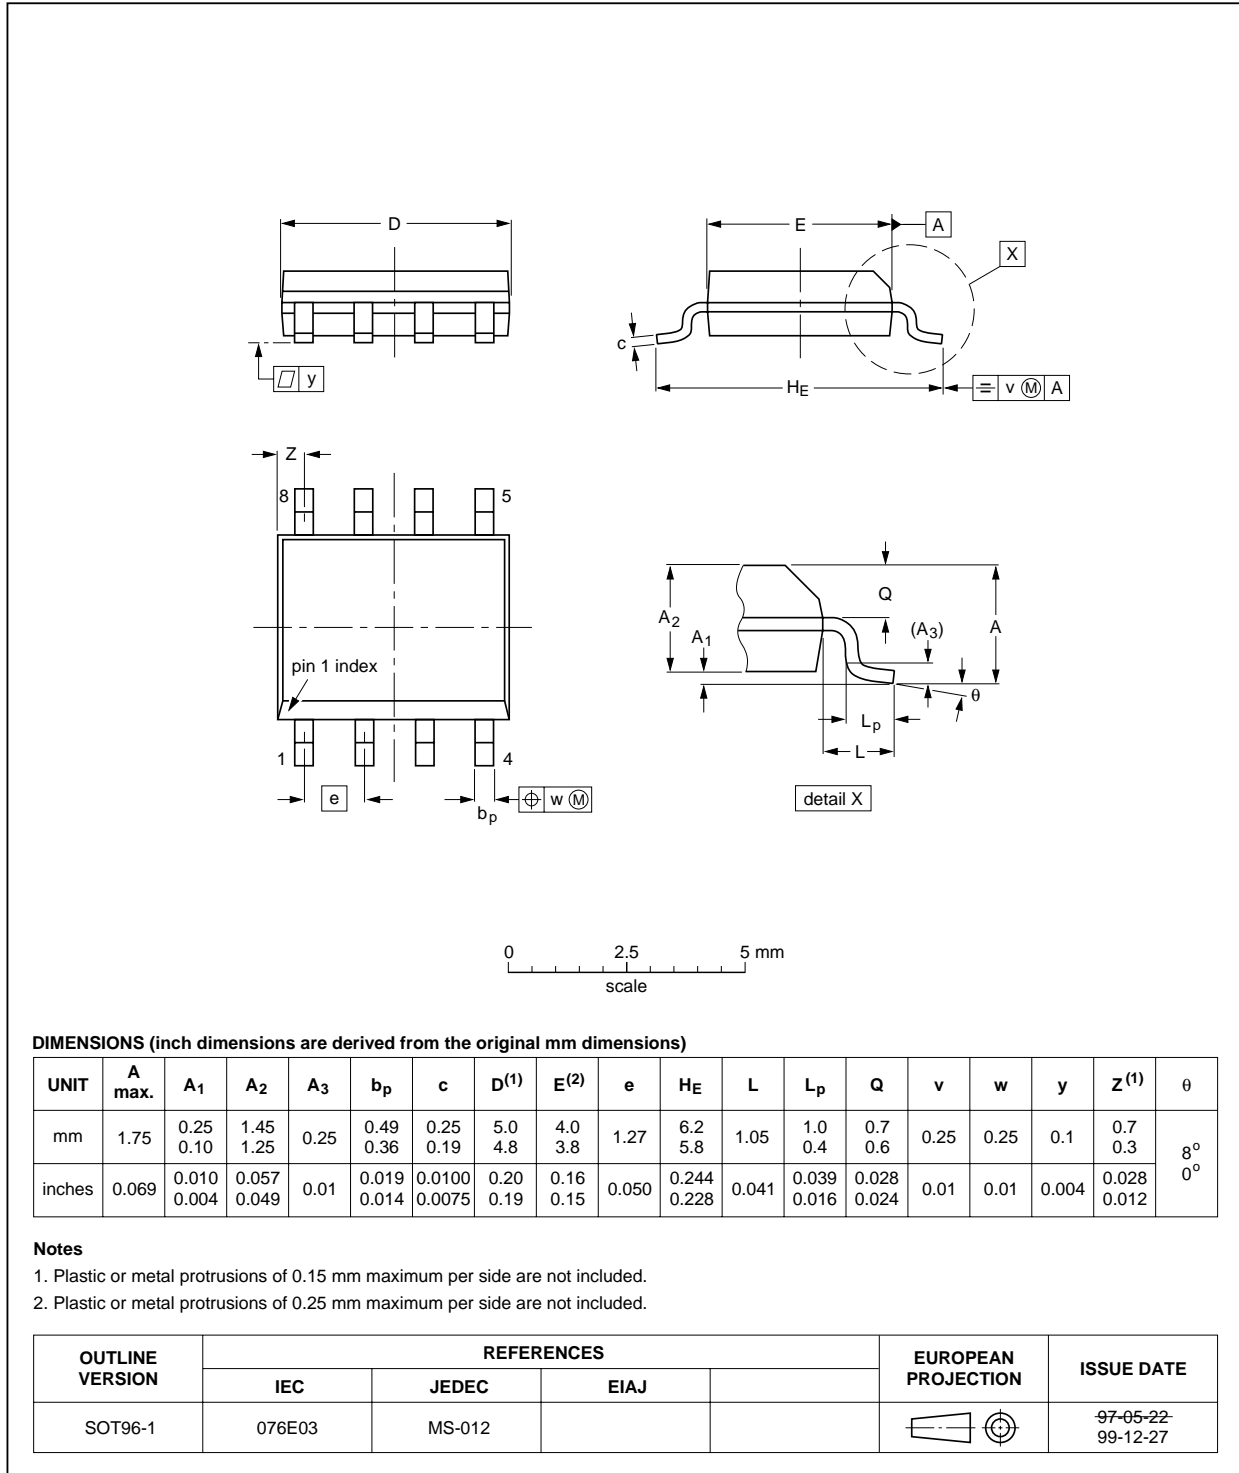 D
E
A
X
c
y
HE
v M A
Z
8
5
pin 1 index
1
4
e
bp
w M
A2
A1
Q
(A3)
A
θ
Lp
L
detail X
0 2.5 5 mm
scale
DIMENSIONS (inch dimensions are derived from the original mm dimensions)
UNIT A max. A1 A2 A3 bp c D(1) E(2) e HE L Lp Q v w y Z(1) θ
mm 1.75 0.25 0.10 1.45 1.25 0.25 0.49 0.36 0.25 0.19 5.0 4.8 4.0 3.8 1.27 6.2 5.8 1.05 1.0 0.4 0.7 0.6 0.25 0.25 0.1 0.7 0.3 8o 0o
inches 0.069 0.010 0.004 0.057 0.049 0.01 0.019 0.014 0.0100 0.0075 0.20 0.19 0.16 0.15 0.050 0.244 0.228 0.041 0.039 0.016 0.028 0.024 0.01 0.01 0.004 0.028 0.012
Notes
1. Plastic or metal protrusions of 0.15 mm maximum per side are not included.
2. Plastic or metal protrusions of 0.25 mm maximum per side are not included.
OUTLINE VERSION REFERENCES EUROPEAN PROJECTION ISSUE DATE
IEC JEDEC EIAJ
SOT96-1 076E03 MS-012 97-05-22
99-12-27